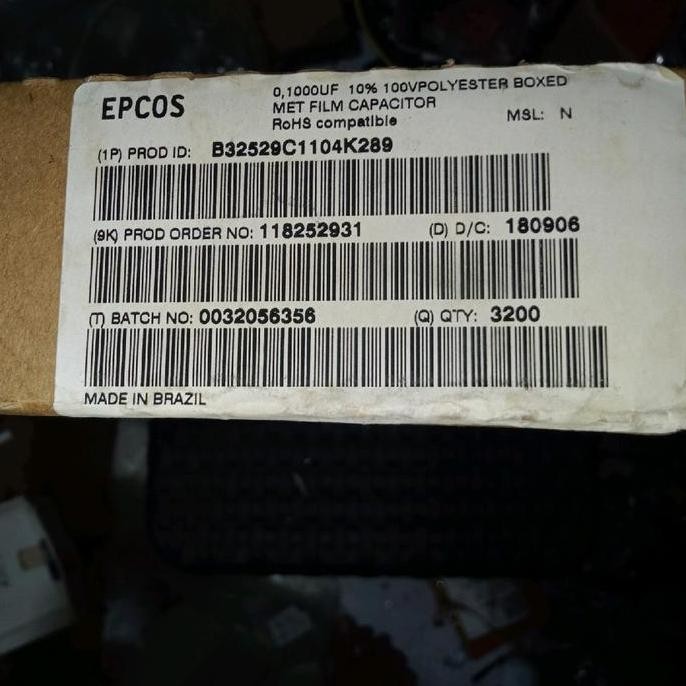 EPCOS
0,1000UF 10% 100VPOLYESTER BOXED
MET FILM CAPACITOR
RoHS compatible
MSL: N
(1P) PROD ID: B32529C1104K289
(9K) PROD ORDER NO: 118252931 (D) D/C: 180906
(T) BATCH NO: 0032056356 (Q) QTY: 3200
MADE IN BRAZIL